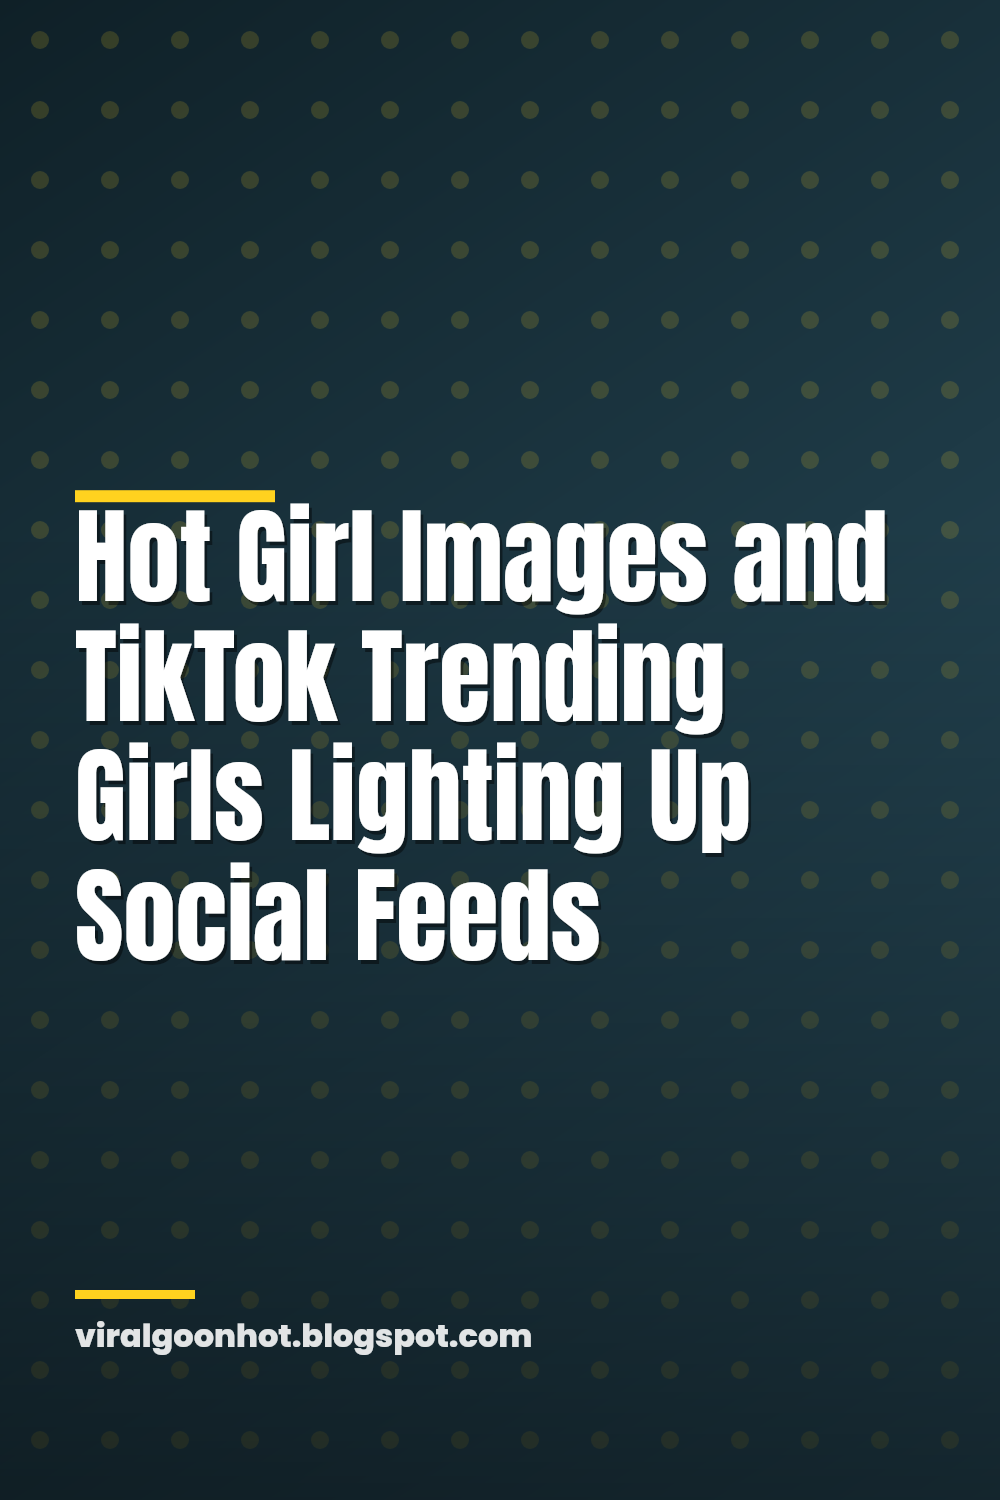 Hot Girl Images and
TikTok Trending
Girls Lighting Up
Social Feeds
viralgoonhot.blogspot.com